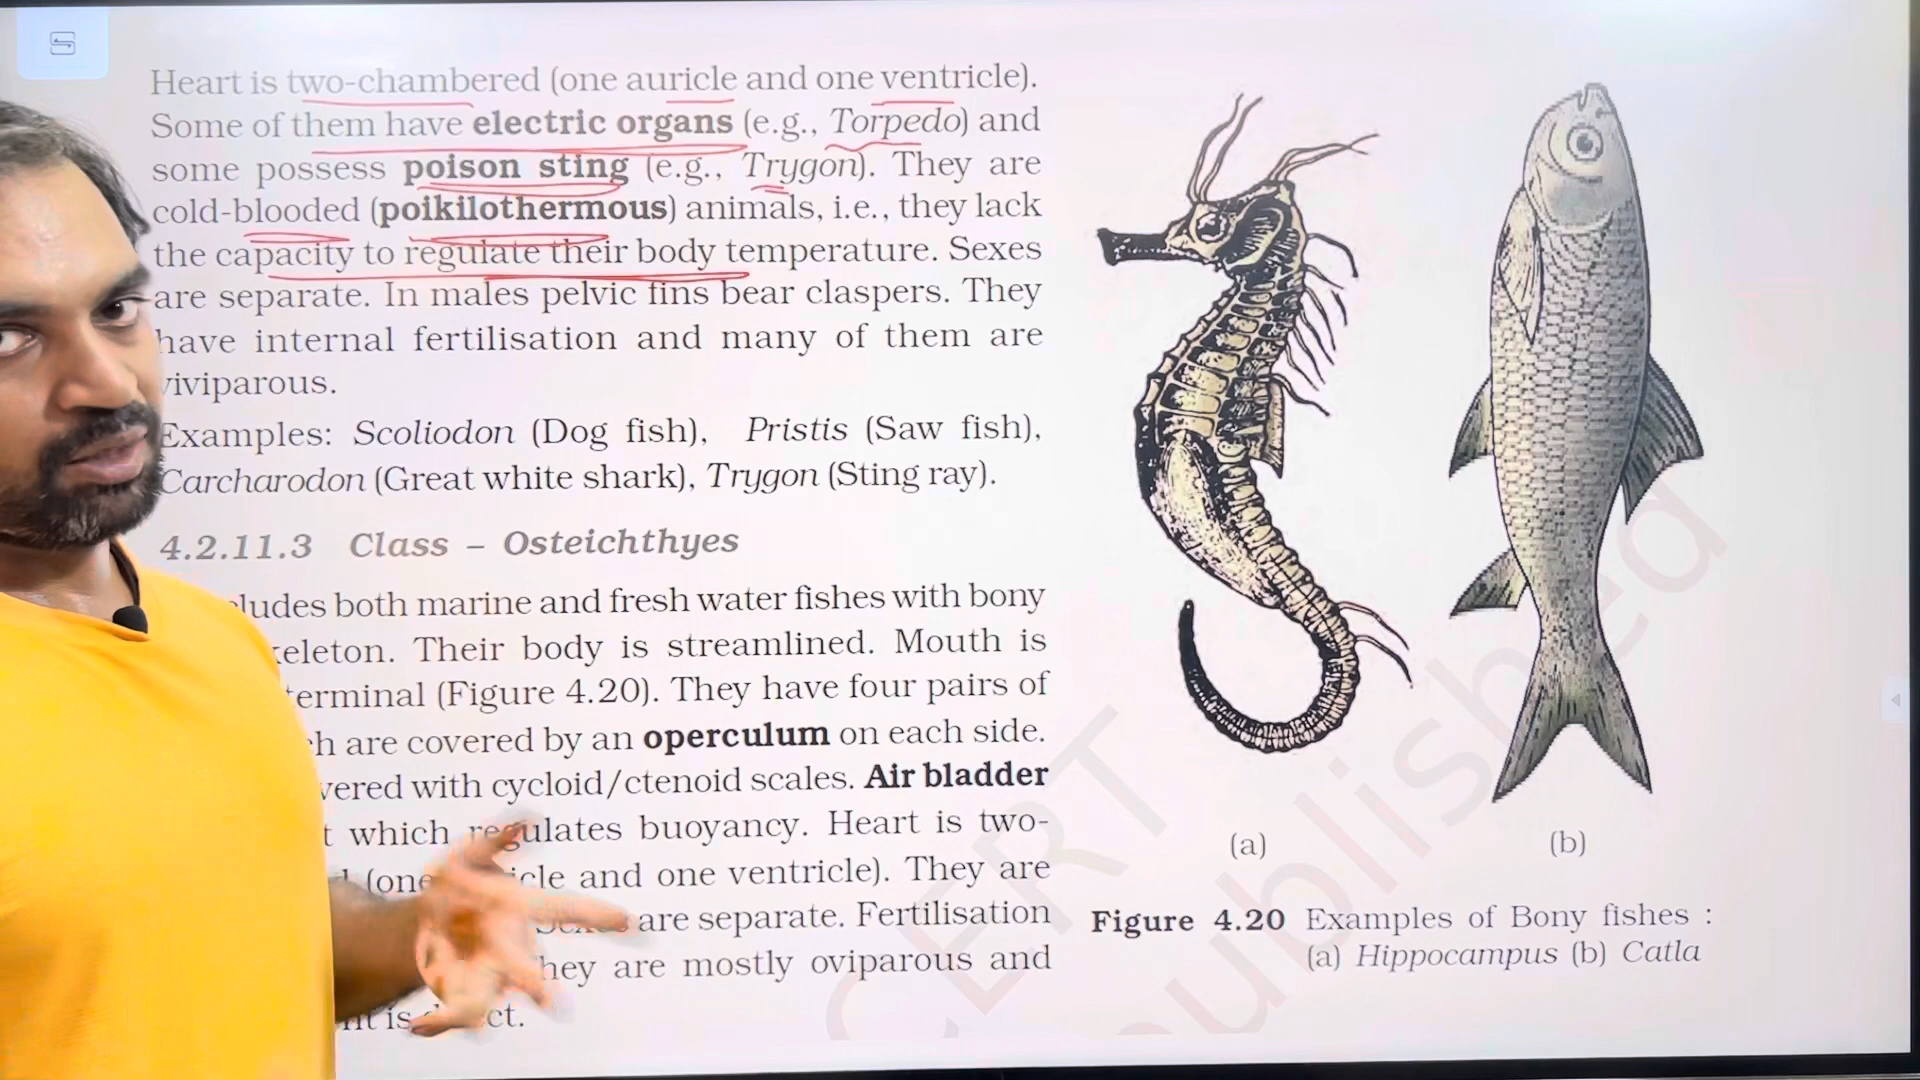 Heart is two-chambered (one auricle and one ventricle).
Some of them have electric organs (e.g., Torpedo) and
some possess poison sting (e.g., Trygon). They are
cold-blooded (poikilothermous) animals, i.e., they lack
the capacity to regulate their body temperature. Sexes
are separate. In males pelvic fins bear claspers. They
have internal fertilisation and many of them are
viviparous.
Examples: Scoliodon (Dog fish), Pristis (Saw fish),
Carcharodon (Great white shark), Trygon (Sting ray).
4.2.11.3 Class – Osteichthyes
both marine and fresh water fishes with bony
Their body is streamlined. Mouth is
(Figure 4.20). They have four pairs of
are covered by an operculum on each side.
with cycloid/ctenoid scales. Air bladder
which regulates buoyancy. Heart is two-
and one ventricle). They are
are separate. Fertilisation
are mostly oviparous and
is
(a)
(b)
Figure 4.20 Examples of Bony fishes :
(a) Hippocampus (b) Catla